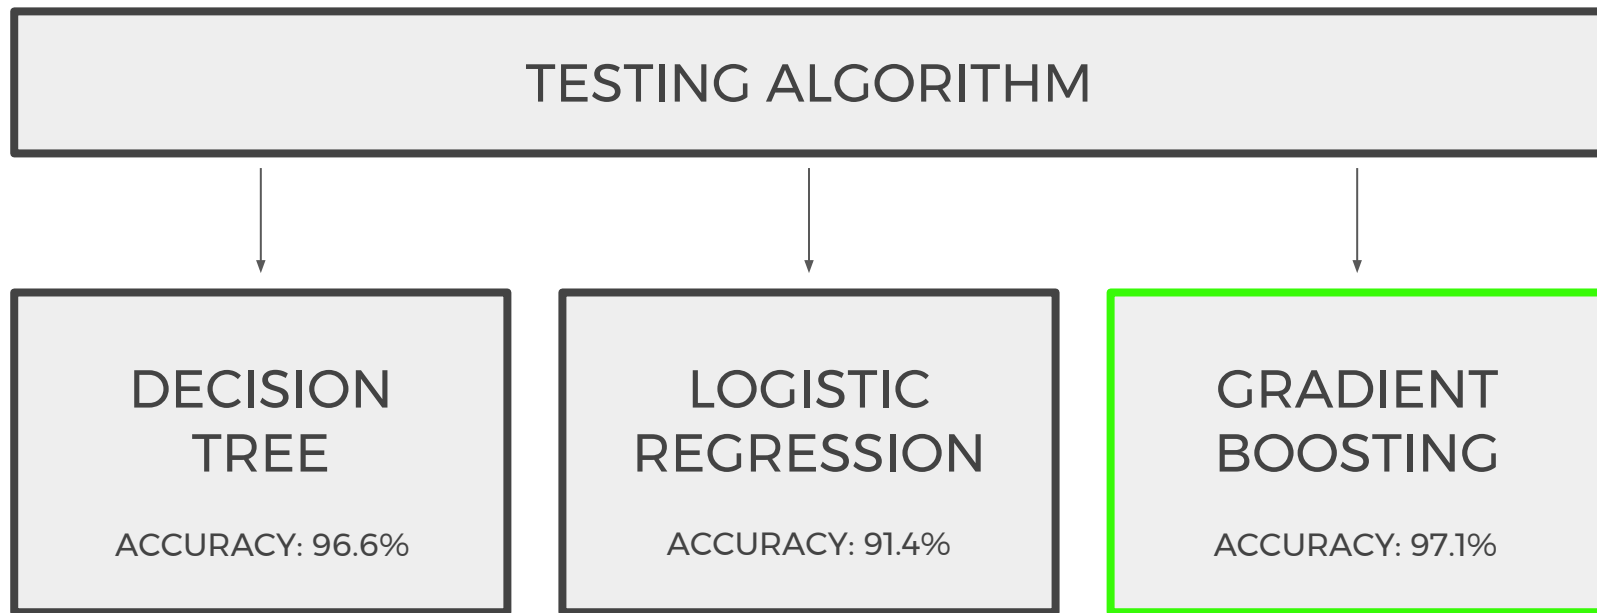 TESTING ALGORITHM
DECISION
TREE
ACCURACY: 96.6%
LOGISTIC
REGRESSION
ACCURACY: 91.4%
GRADIENT
BOOSTING
ACCURACY: 97.1%